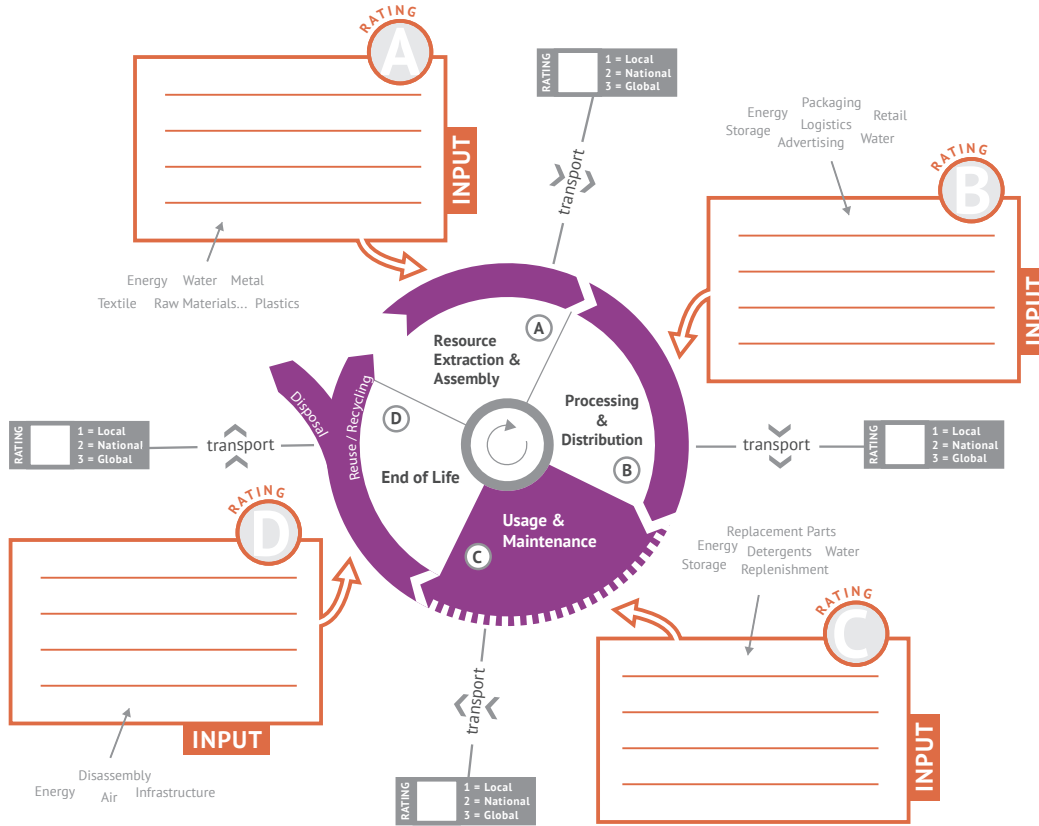 RATING
A
INPUT
Energy Water Metal
Textile Raw Materials... Plastics
RATING
1 = Local
2 = National
3 = Global
transport
Packaging
Energy Retail
Logistics
Storage Water
Advertising
RATING
B
INPUT
A
Resource
Extraction &
Assembly
Processing
&
Distribution
B
Usage &
Maintenance
C
D
End of Life
Reuse / Recycling
Disposal
RATING
1 = Local
2 = National
3 = Global
transport
transport
RATING
1 = Local
2 = National
3 = Global
RATING
D
INPUT
Disassembly
Energy Infrastructure
Air
transport
RATING
1 = Local
2 = National
3 = Global
Replacement Parts
Energy
Detergents Water
Storage
Replenishment
RATING
C
INPUT